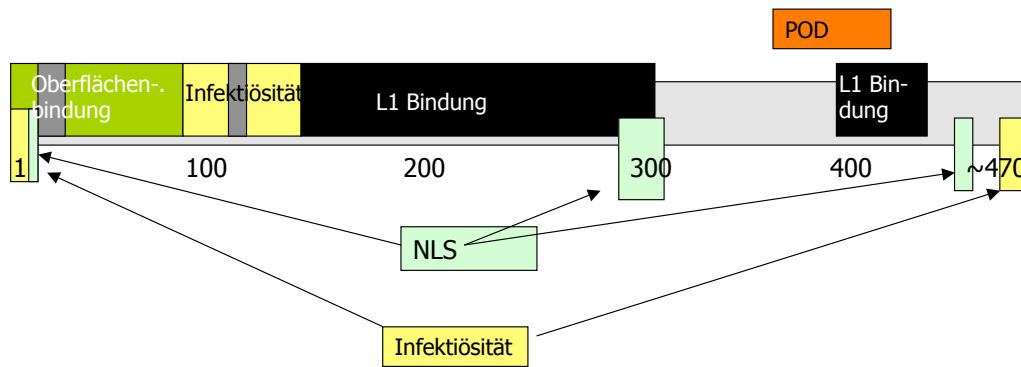 POD
Oberflächen-.
bindung
Infektiösität
L1 Bindung
L1 Bin-
dung
1 100 200 300 400 ~470
NLS
Infektiösität